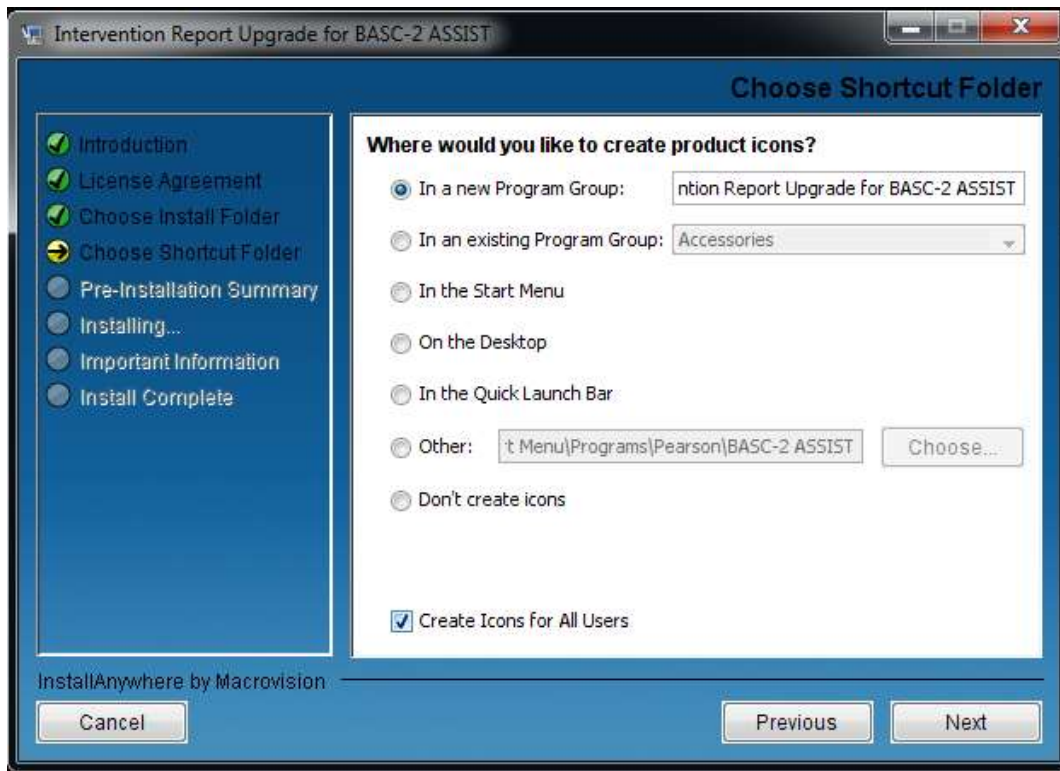 Intervention Report Upgrade for BASC-2 ASSIST
Choose Shortcut Folder
Introduction
License Agreement
Choose Install Folder
Choose Shortcut Folder
Pre-Installation Summary
Installing...
Important Information
Install Complete
Where would you like to create product icons?
In a new Program Group: ntion Report Upgrade for BASC-2 ASSIST
In an existing Program Group: Accessories
In the Start Menu
On the Desktop
In the Quick Launch Bar
Other: t Menu\Programs\Pearson\BASC-2 ASSIST Choose...
Don't create icons
Create Icons for All Users
InstallAnywhere by Macrovision
Cancel Previous Next